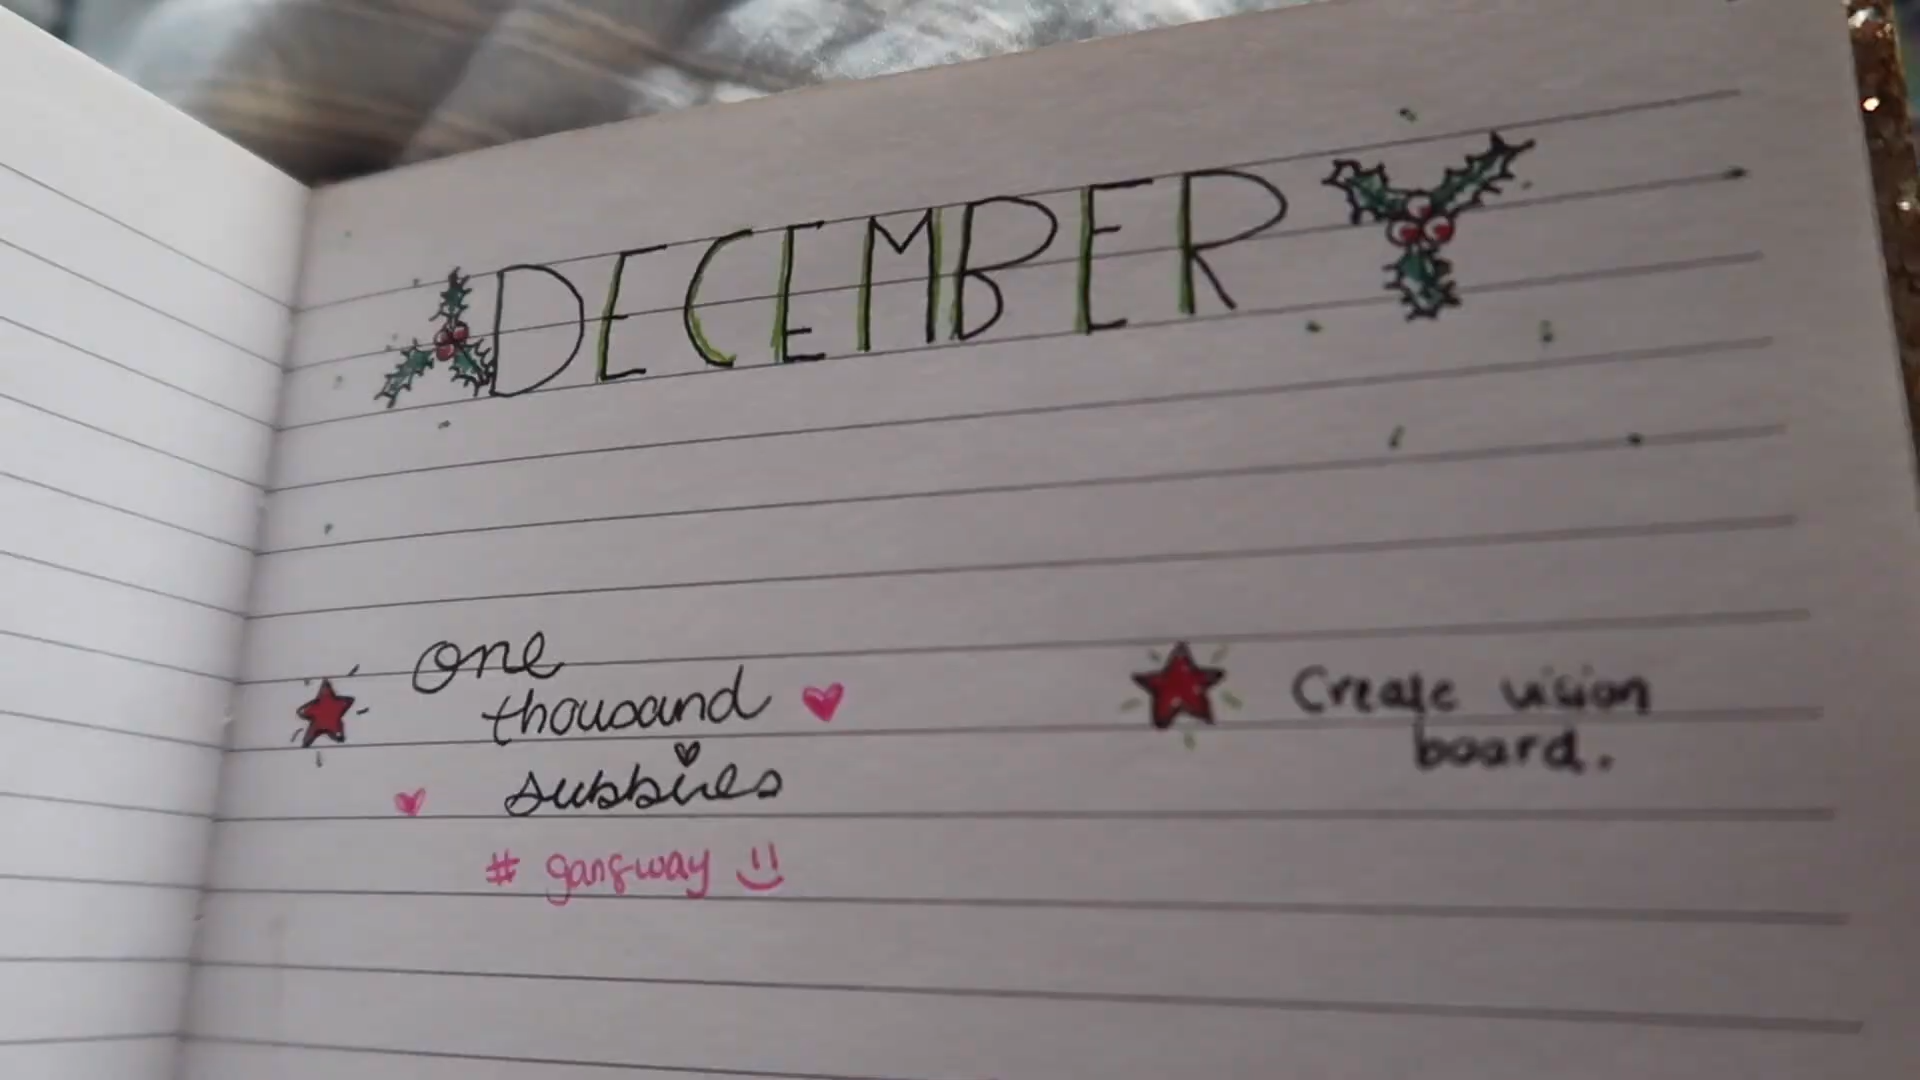 DECEMBER
one
thousand
subbies
# gangway
Create vision
board.